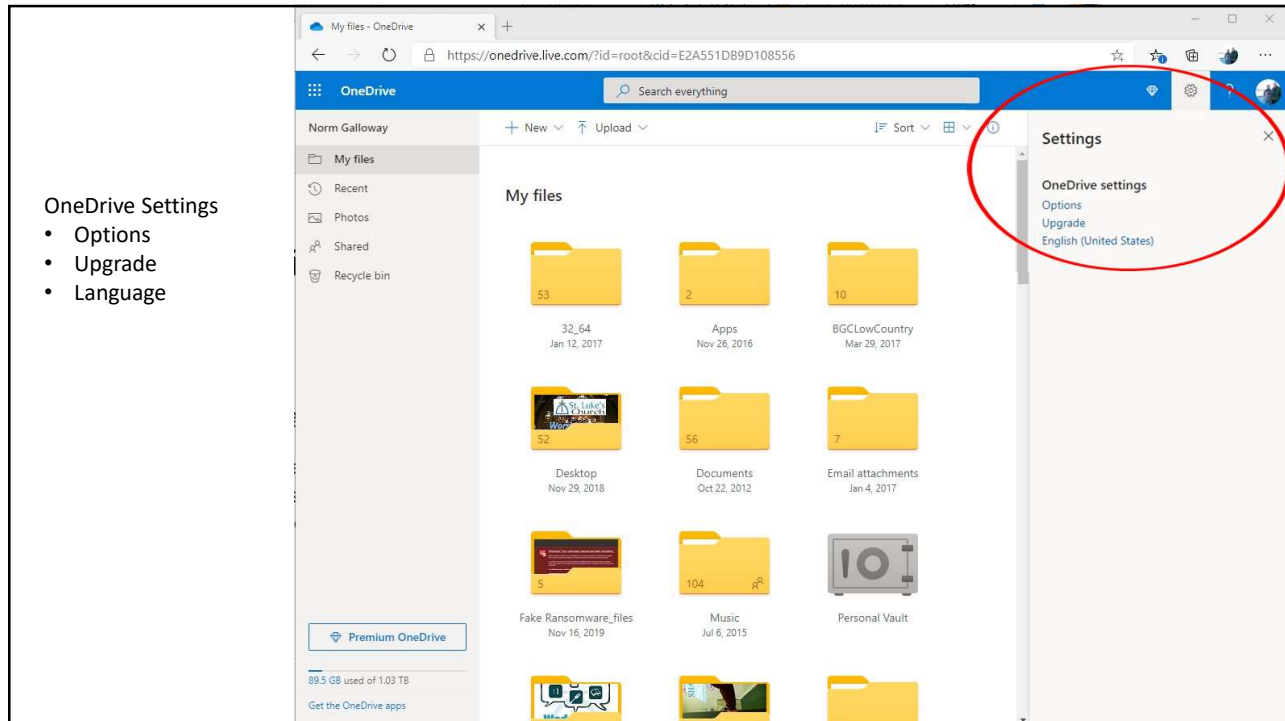 OneDrive Settings
• Options
• Upgrade
• Language
My files - OneDrive
https://onedrive.live.com/?id=root&cid=E2A551DB9D108556
OneDrive
Search everything
?
Norm Galloway
New
Upload
Sort
My files
Recent
Photos
Shared
Recycle bin
My files
53
2
10
32_64
Apps
BGCLowCountry
Jan 12, 2017
Nov 26, 2016
Mar 29, 2017
St. Luke's
Church
52
56
7
Desktop
Documents
Email attachments
Nov 29, 2018
Oct 22, 2012
Jan 4, 2017
5
104
Fake Ransomware_files
Music
Personal Vault
Nov 16, 2019
Jul 6, 2015
Premium OneDrive
89.5 GB used of 1.03 TB
Get the OneDrive apps
Settings
OneDrive settings
Options
Upgrade
English (United States)